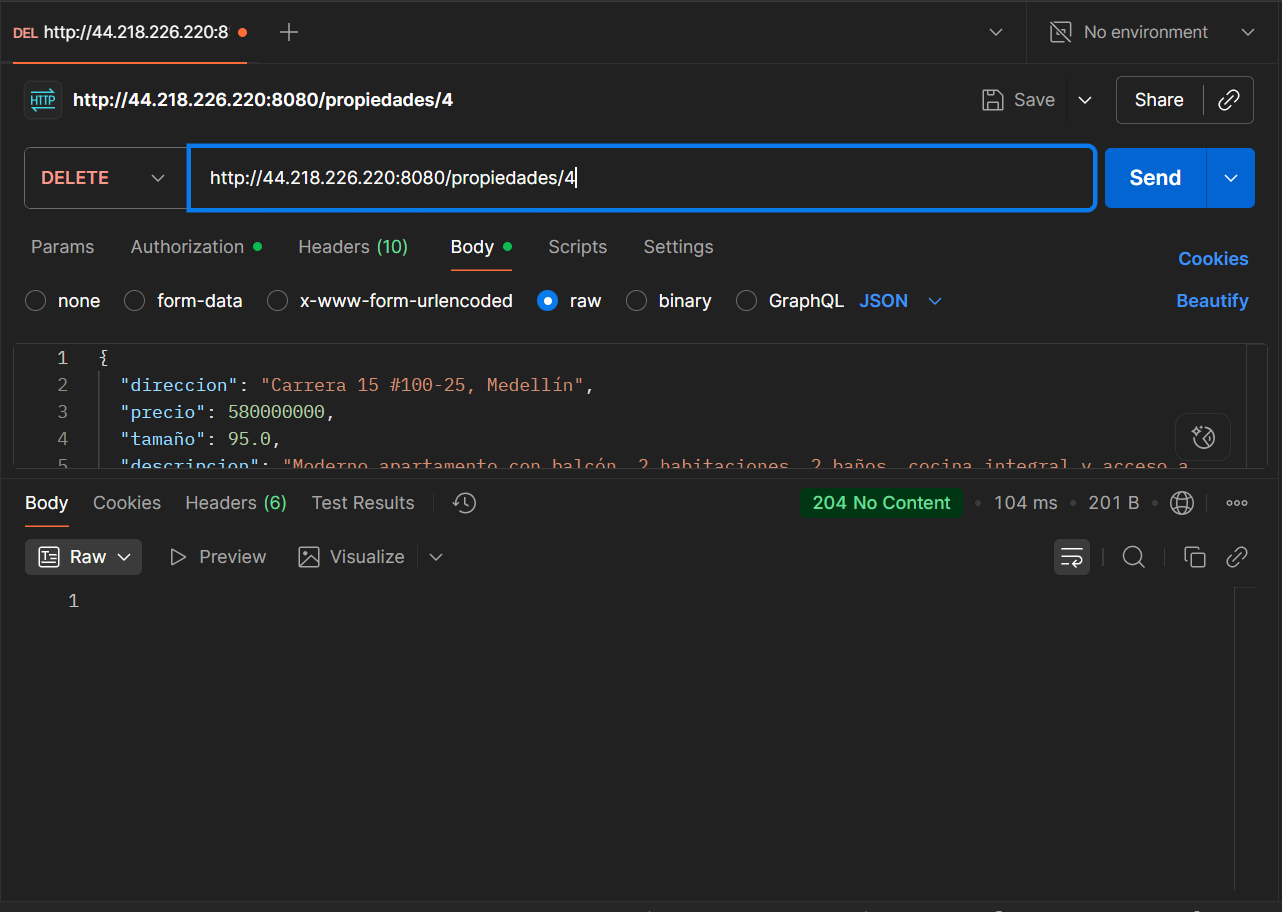 DEL http://44.218.226.220:8
No environment
HTTP http://44.218.226.220:8080/propiedades/4
Save
Share
DELETE
http://44.218.226.220:8080/propiedades/4
Send
Params Authorization Headers (10) Body Scripts Settings
Cookies
none form-data x-www-form-urlencoded raw binary GraphQL JSON
Beautify
1 {
2 "direccion": "Carrera 15 #100-25, Medellín",
3 "precio": 580000000,
4 "tamaño": 95.0,
5 "descripcion": "Moderno apartamento con balcón, 2 habitaciones, 2 baños, cocina integral y acceso a
Body Cookies Headers (6) Test Results
204 No Content • 104 ms • 201 B •
Raw Preview Visualize
1